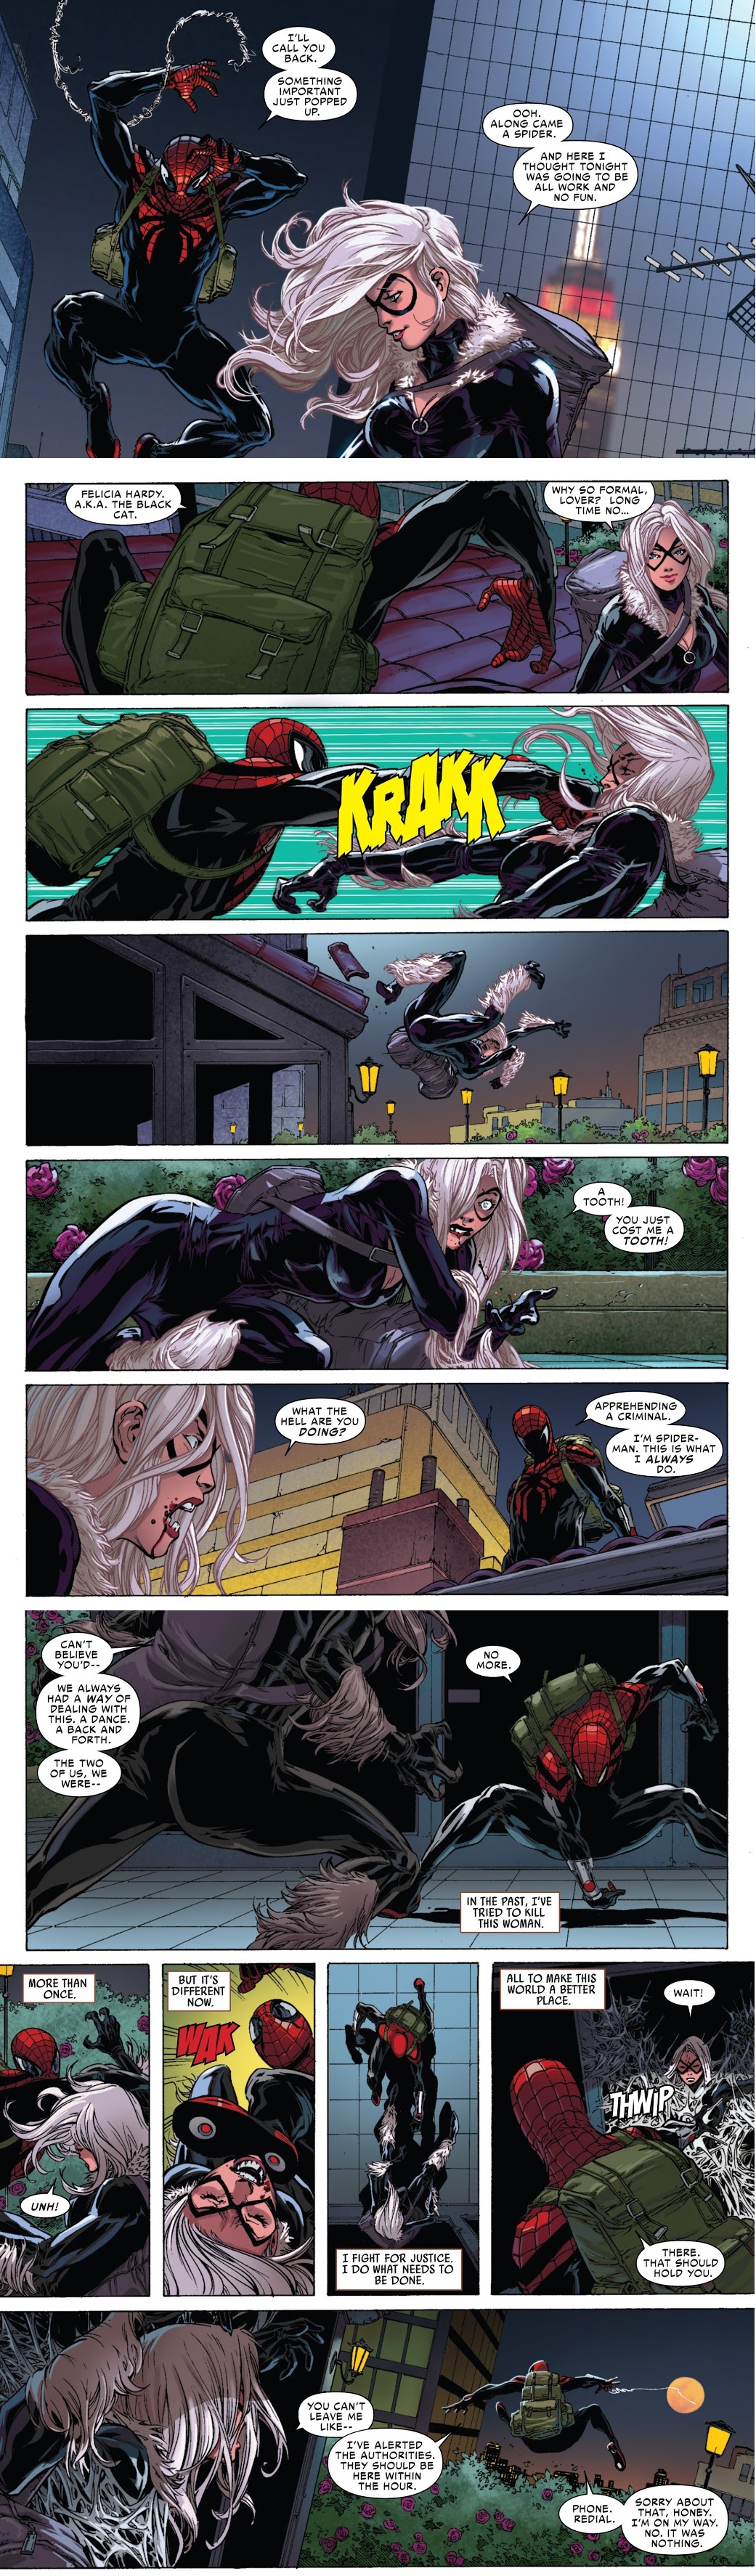 I'LL
CALL YOU
BACK.
SOMETHING
IMPORTANT
JUST POPPED
UP.
OOH.
ALONG CAME
A SPIDER.
AND HERE I
THOUGHT TONIGHT
WAS GOING TO BE
ALL WORK AND
NO FUN.
FELICIA HARDY.
A.K.A. THE BLACK
CAT.
WHY SO FORMAL,
LOVER? LONG
TIME NO...
KRAKK
A
TOOTH!
YOU JUST
COST ME A
TOOTH!
WHAT THE
HELL ARE YOU
DOING?
APPREHENDING
A CRIMINAL.
I'M SPIDER-
MAN. THIS IS WHAT
I ALWAYS
DO.
CAN'T
BELIEVE
YOU'D--
WE ALWAYS
HAD A WAY OF
DEALING WITH
THIS. A DANCE.
A BACK AND
FORTH.
THE TWO
OF US, WE
WERE--
NO
MORE.
IN THE PAST, I'VE
TRIED TO KILL
THIS WOMAN.
MORE THAN
ONCE.
UNH!
BUT IT'S
DIFFERENT
NOW.
WAK
I FIGHT FOR JUSTICE.
I DO WHAT NEEDS TO
BE DONE.
ALL TO MAKE THIS
WORLD A BETTER
PLACE.
WAIT!
THWIP
THERE.
THAT SHOULD
HOLD YOU.
YOU CAN'T
LEAVE ME
LIKE--
I'VE ALERTED
THE AUTHORITIES.
THEY SHOULD BE
HERE WITHIN
THE HOUR.
PHONE.
REDIAL.
SORRY ABOUT
THAT, HONEY.
I'M ON MY WAY.
NO. IT WAS
NOTHING.